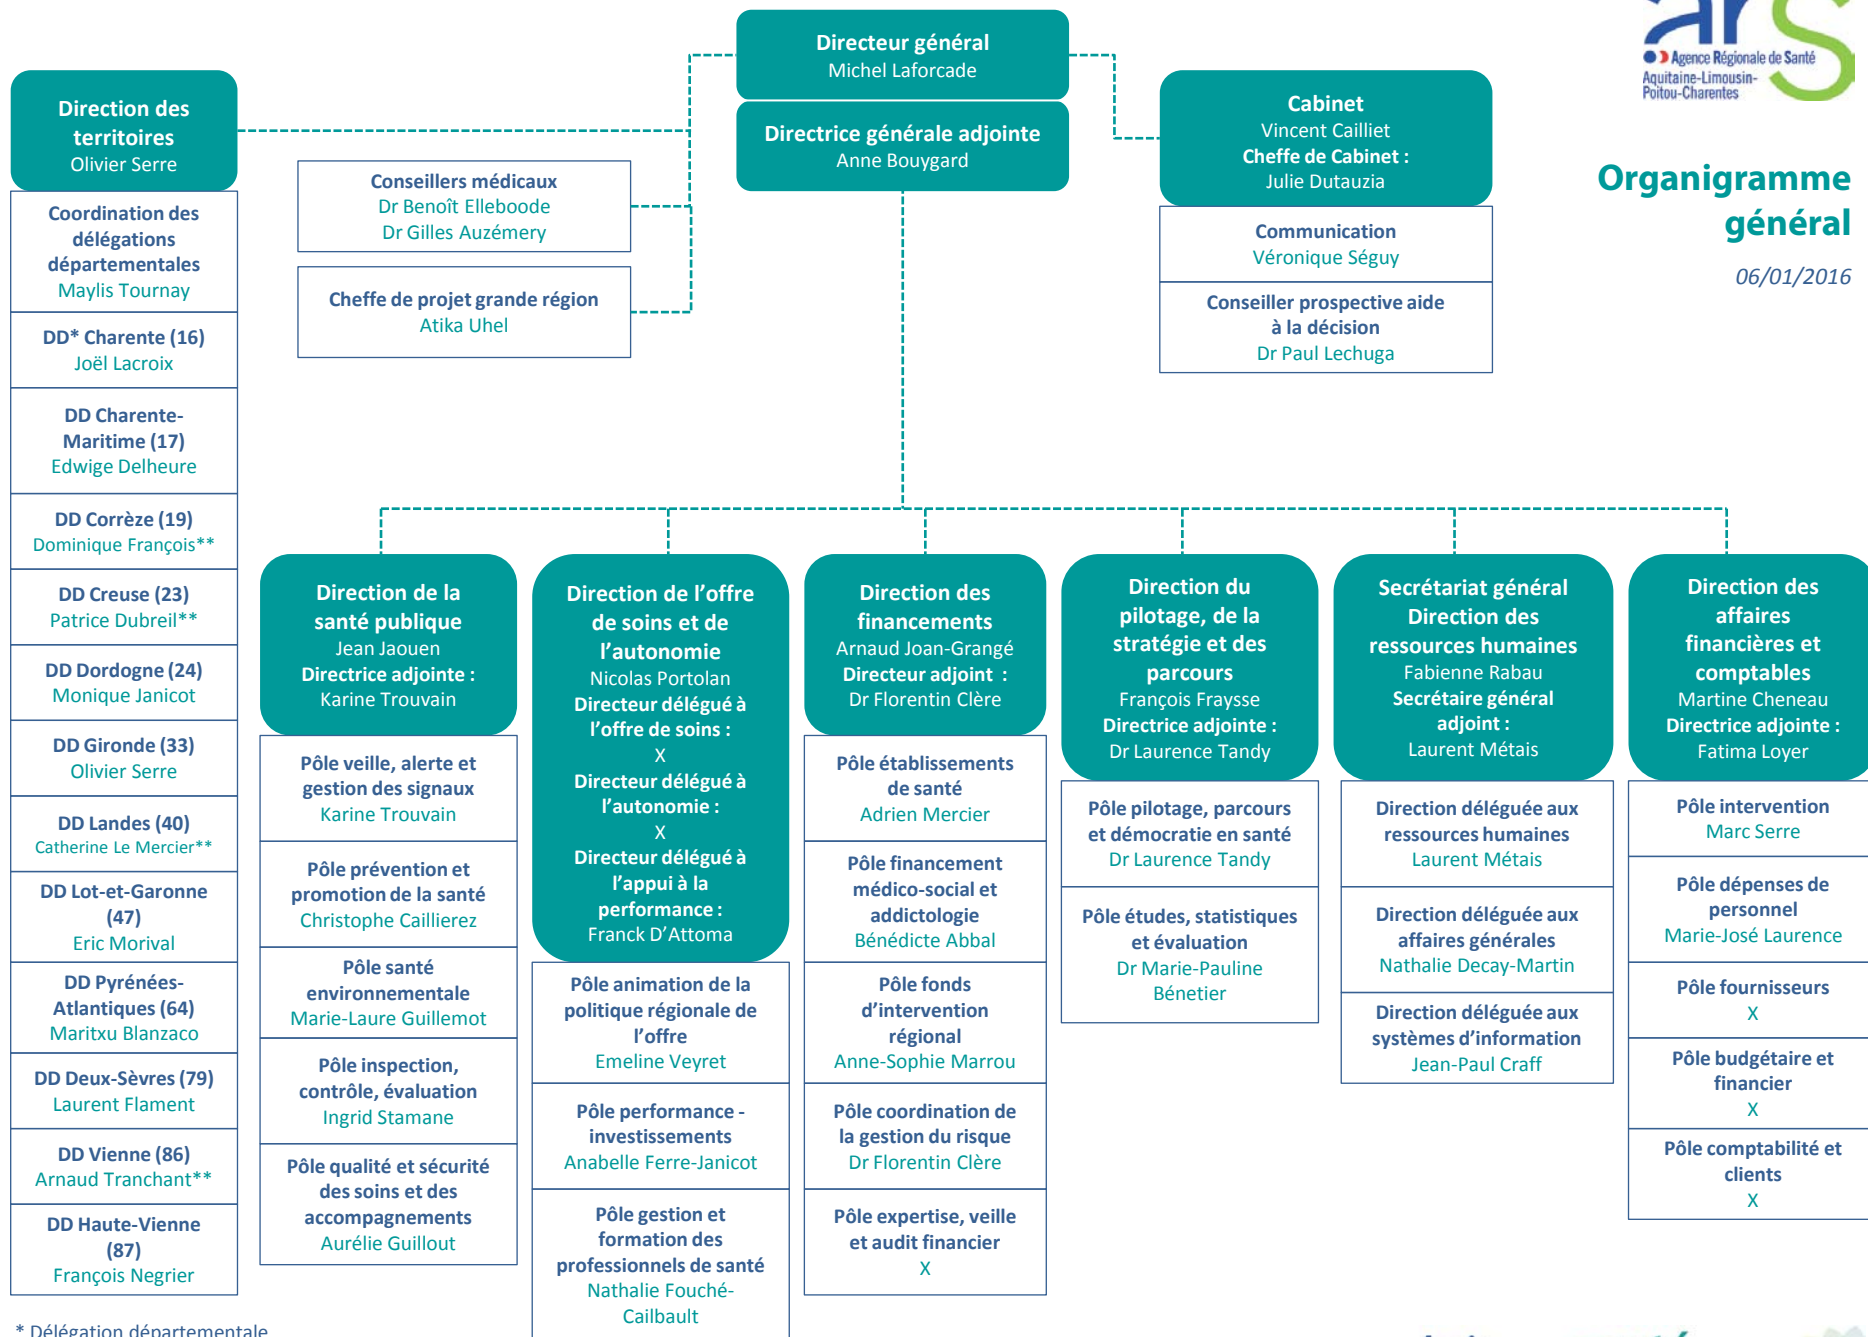 Directeur général
Michel Laforcade
Directrice générale adjointe
Anne Bouygard
ars
Agence Régionale de Santé
Aquitaine-Limousin-
Poitou-Charentes
Organigramme
général
06/01/2016
Cabinet
Vincent Cailliet
Cheffe de Cabinet :
Julie Dutauzia
Communication
Véronique Séguy
Conseiller prospective aide
à la décision
Dr Paul Lechuga
Conseillers médicaux
Dr Benoît Elleboode
Dr Gilles Auzémery
Cheffe de projet grande région
Atika Uhel
Direction des
territoires
Olivier Serre
Coordination des
délégations
départementales
Maylis Tournay
DD* Charente (16)
Joël Lacroix
DD Charente-
Maritime (17)
Edwige Delheure
DD Corrèze (19)
Dominique François**
DD Creuse (23)
Patrice Dubreil**
DD Dordogne (24)
Monique Janicot
DD Gironde (33)
Olivier Serre
DD Landes (40)
Catherine Le Mercier**
DD Lot-et-Garonne
(47)
Eric Morival
DD Pyrénées-
Atlantiques (64)
Maritxu Blanzaco
DD Deux-Sèvres (79)
Laurent Flament
DD Vienne (86)
Arnaud Tranchant**
DD Haute-Vienne
(87)
François Negrier
Direction de la
santé publique
Jean Jaouen
Directrice adjointe :
Karine Trouvain
Pôle veille, alerte et
gestion des signaux
Karine Trouvain
Pôle prévention et
promotion de la santé
Christophe Caillierez
Pôle santé
environnementale
Marie-Laure Guillemot
Pôle inspection,
contrôle, évaluation
Ingrid Stamane
Pôle qualité et sécurité
des soins et des
accompagnements
Aurélie Guillout
Direction de l'offre
de soins et de
l'autonomie
Nicolas Portolan
Directeur délégué à
l'offre de soins :
X
Directeur délégué à
l'autonomie :
X
Directeur délégué à
l'appui à la
performance :
Franck D'Attoma
Pôle animation de la
politique régionale de
l'offre
Emeline Veyret
Pôle performance -
investissements
Anabelle Ferre-Janicot
Pôle gestion et
formation des
professionnels de santé
Nathalie Fouché-
Cailbault
Direction des
financements
Arnaud Joan-Grangé
Directeur adjoint :
Dr Florentin Clère
Pôle établissements
de santé
Adrien Mercier
Pôle financement
médico-social et
addictologie
Bénédicte Abbal
Pôle fonds
d'intervention
régional
Anne-Sophie Marrou
Pôle coordination de
la gestion du risque
Dr Florentin Clère
Pôle expertise, veille
et audit financier
X
Direction du
pilotage, de la
stratégie et des
parcours
François Fraysse
Directrice adjointe :
Dr Laurence Tandy
Pôle pilotage, parcours
et démocratie en santé
Dr Laurence Tandy
Pôle études, statistiques
et évaluation
Dr Marie-Pauline
Bénetier
Secrétariat général
Direction des
ressources humaines
Fabienne Rabau
Secrétaire général
adjoint :
Laurent Métais
Direction déléguée aux
ressources humaines
Laurent Métais
Direction déléguée aux
affaires générales
Nathalie Decay-Martin
Direction déléguée aux
systèmes d'information
Jean-Paul Craff
Direction des
affaires
financières et
comptables
Martine Cheneau
Directrice adjointe :
Fatima Loyer
Pôle intervention
Marc Serre
Pôle dépenses de
personnel
Marie-José Laurence
Pôle fournisseurs
X
Pôle budgétaire et
financier
X
Pôle comptabilité et
clients
X
* Délégation départementale